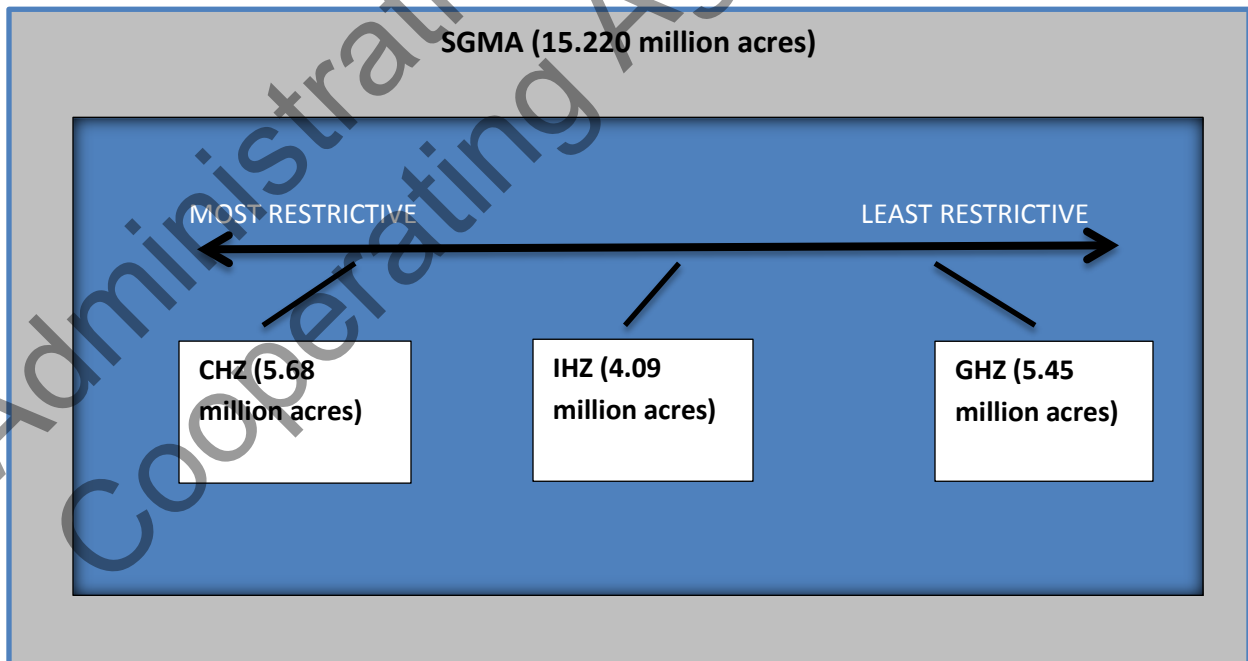 SGMA (15.220 million acres)
MOST RESTRICTIVE
LEAST RESTRICTIVE
CHZ (5.68
million acres)
IHZ (4.09
million acres)
GHZ (5.45
million acres)
Cooperating